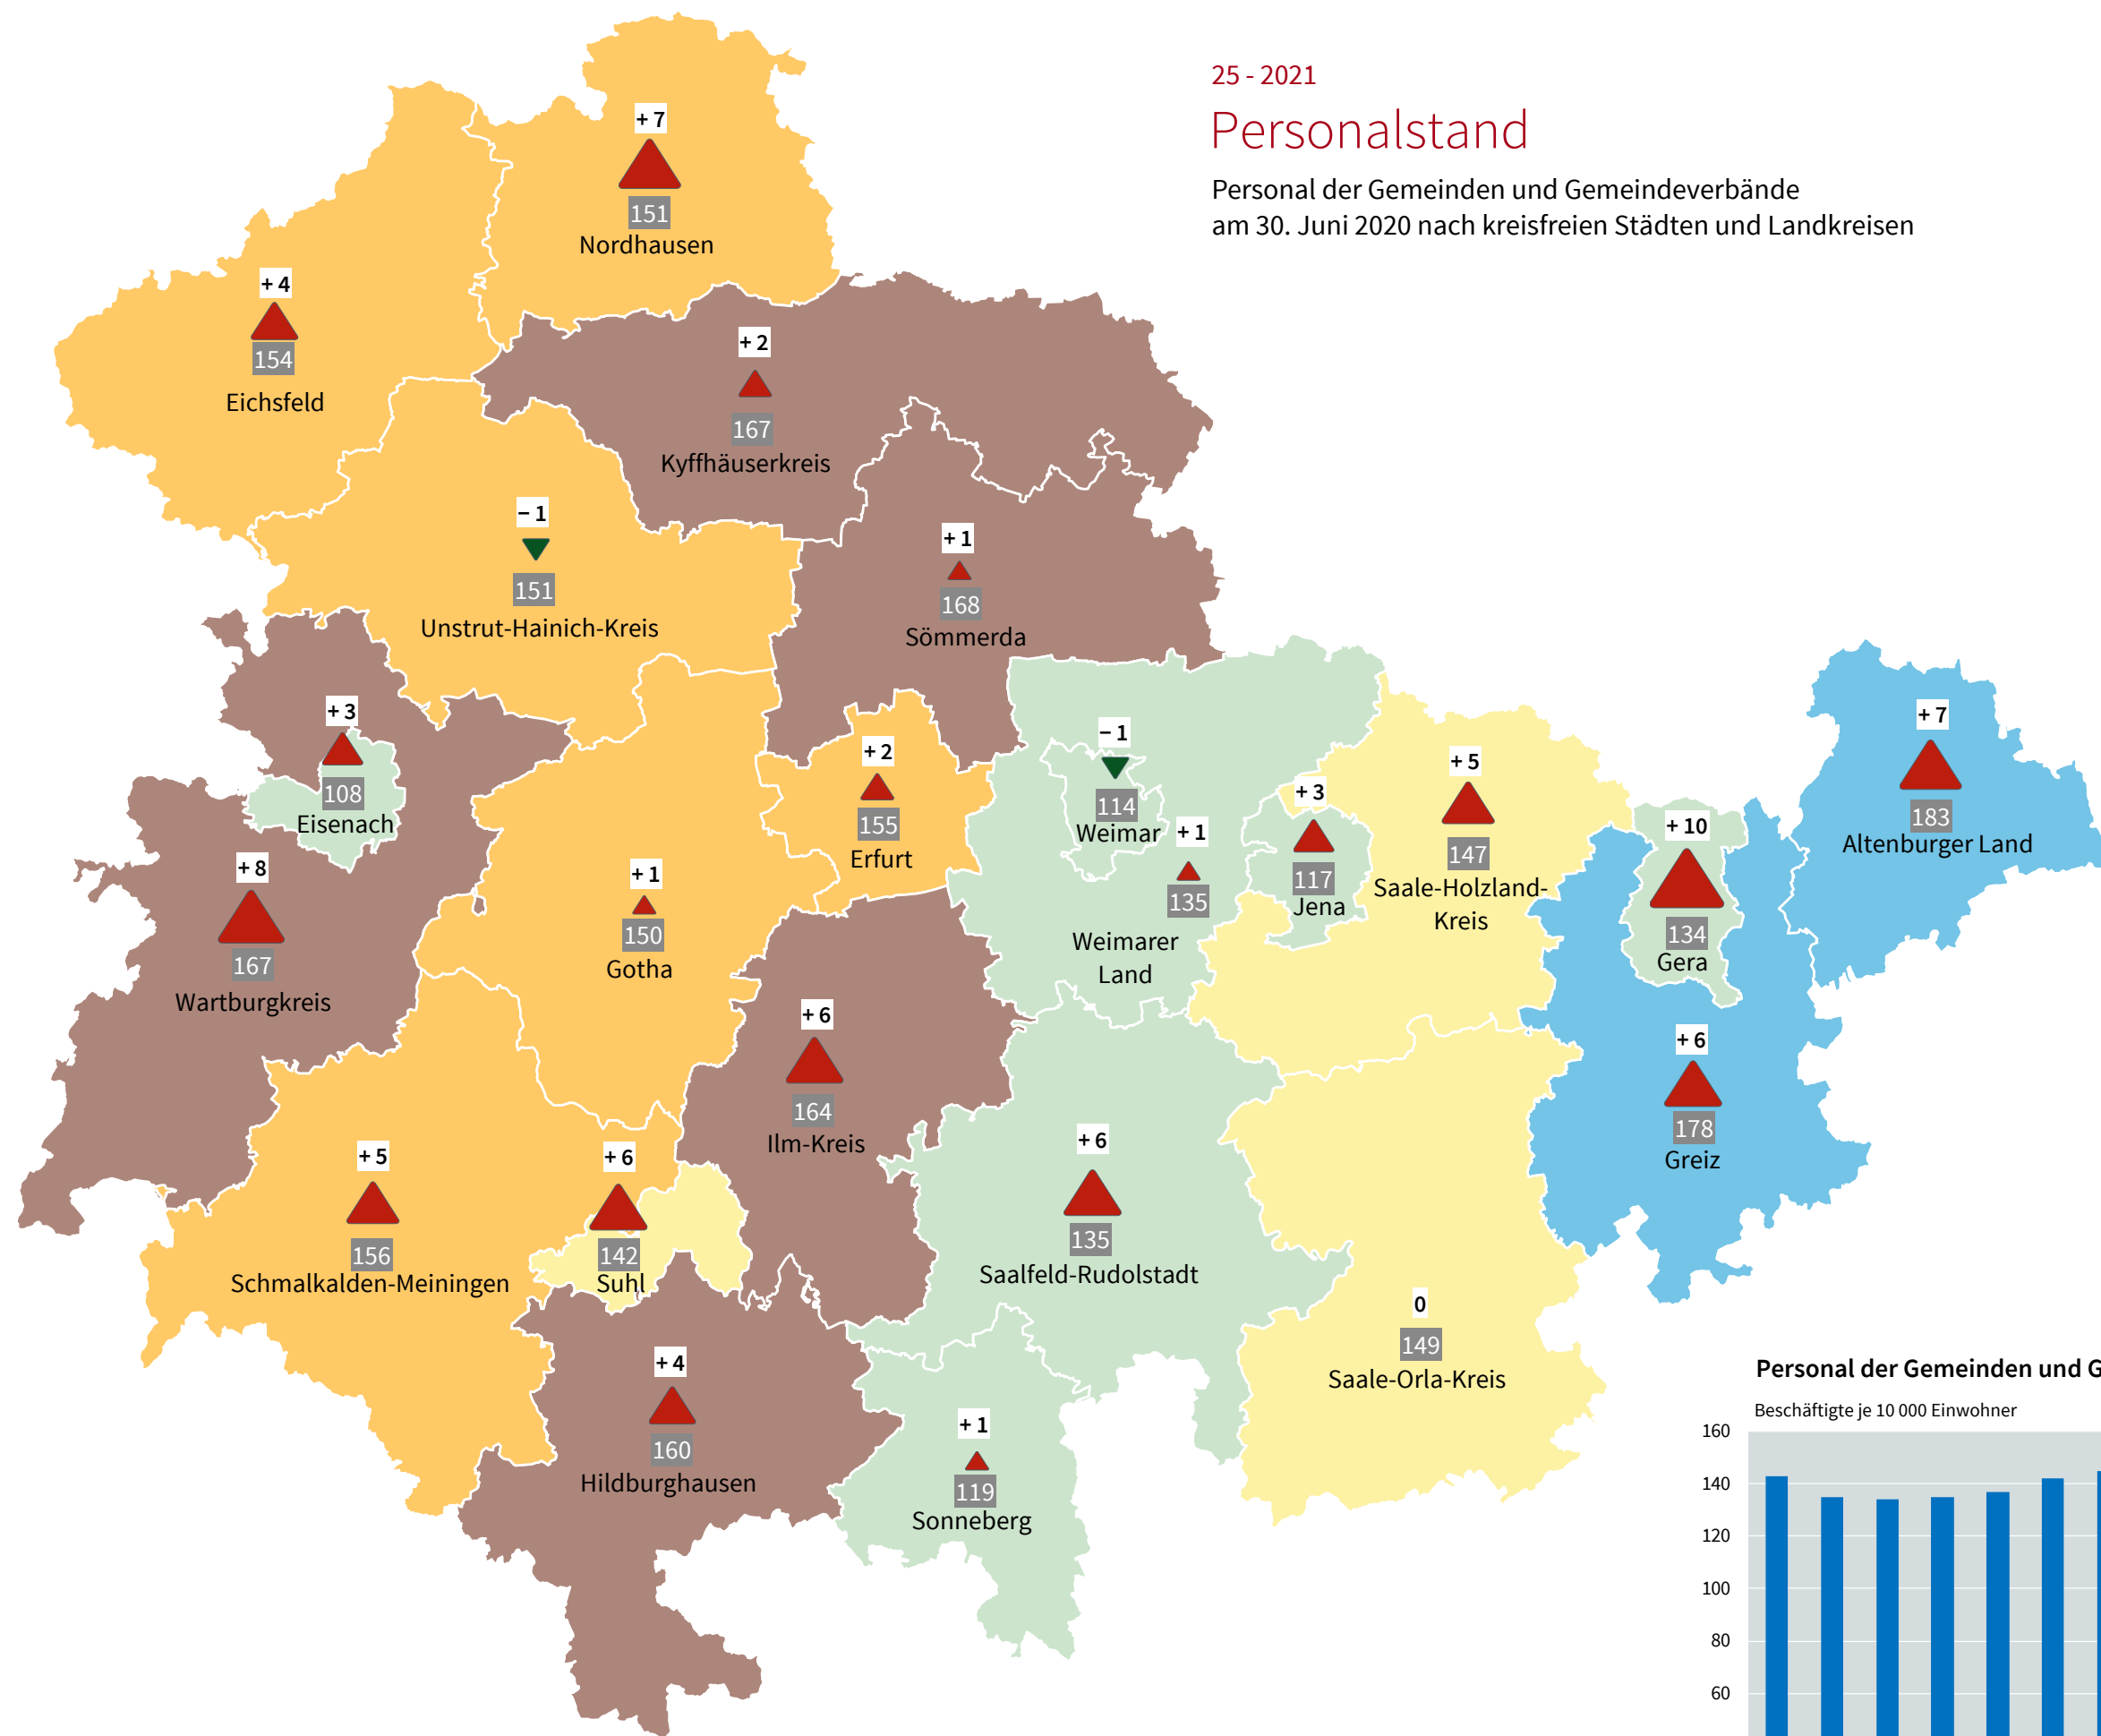 25 - 2021
Personalstand
Personal der Gemeinden und Gemeindeverbände
am 30. Juni 2020 nach kreisfreien Städten und Landkreisen
+ 7
151
Nordhausen
+ 4
154
Eichsfeld
+ 2
167
Kyffhäuserkreis
− 1
151
Unstrut-Hainich-Kreis
+ 1
168
Sömmerda
+ 3
108
Eisenach
+ 8
167
Wartburgkreis
+ 1
150
Gotha
+ 2
155
Erfurt
− 1
114
Weimar
+ 1
135
Weimarer
Land
+ 3
117
Jena
+ 5
147
Saale-Holzland-
Kreis
+ 10
134
Gera
+ 7
183
Altenburger Land
+ 6
178
Greiz
+ 6
164
Ilm-Kreis
+ 5
156
Schmalkalden-Meiningen
+ 6
142
Suhl
+ 6
135
Saalfeld-Rudolstadt
0
149
Saale-Orla-Kreis
+ 4
160
Hildburghausen
+ 1
119
Sonneberg
Personal der Gemeinden und G
Beschäftigte je 10 000 Einwohner
160
140
120
100
80
60